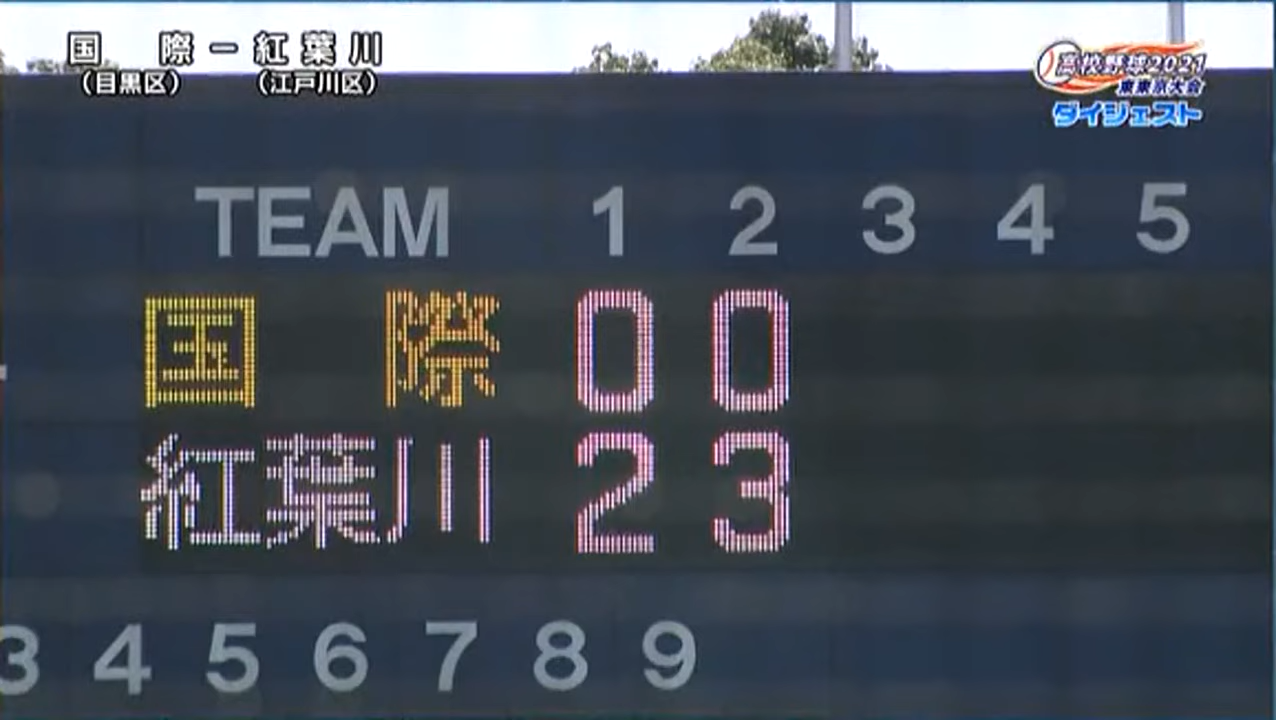 国　際－紅葉川
（目黒区）　（江戸川区）
高校野球2021
東東京大会
ダイジェスト
TEAM 1 2 3 4 5
国　際 0 0
紅葉川 2 3
3 4 5 6 7 8 9